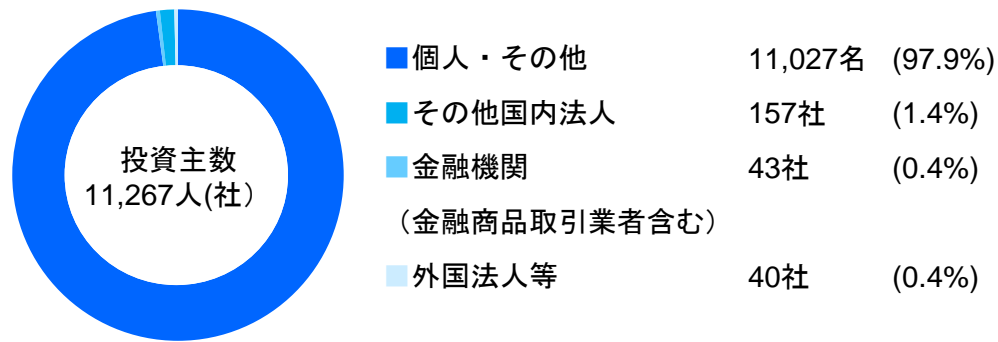 投資主数
11,267人(社）
個人・その他 11,027名 (97.9%)
その他国内法人 157社 (1.4%)
金融機関 43社 (0.4%)
（金融商品取引業者含む）
外国法人等 40社 (0.4%)